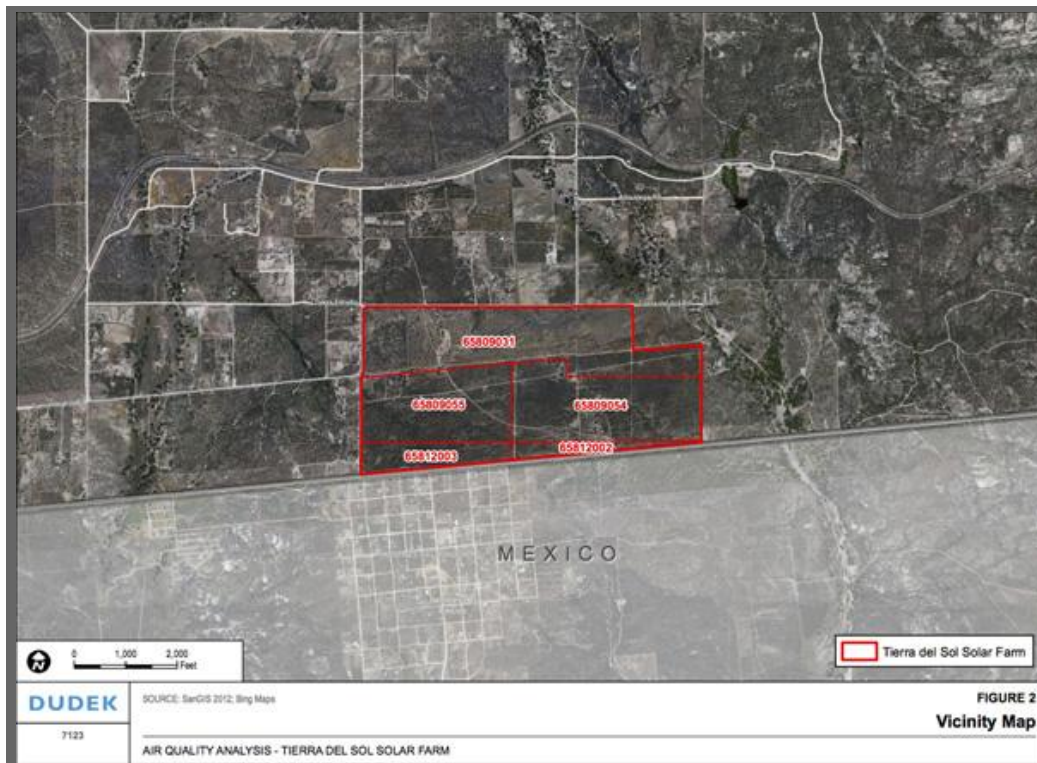 65809031
65809055
65809054
65812002
65812003
MEXICO
N
0 1,000 2,000
Feet
Tierra del Sol Solar Farm
DUDEK
SOURCE: SanGIS 2012; Bing Maps
FIGURE 2
Vicinity Map
7123
AIR QUALITY ANALYSIS - TIERRA DEL SOL SOLAR FARM